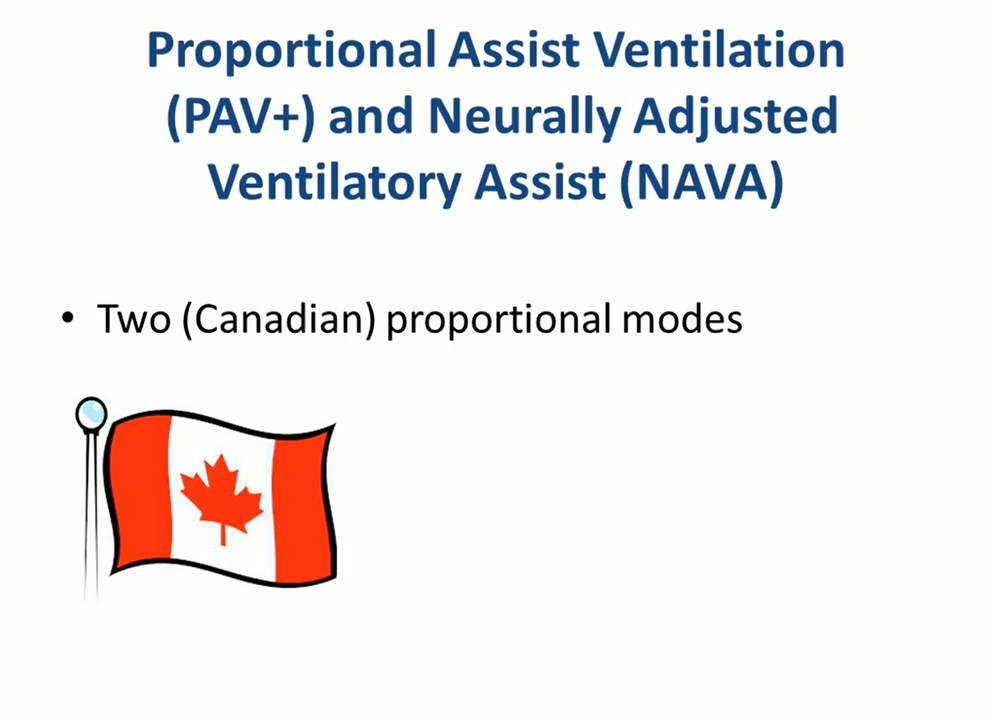 Proportional Assist Ventilation
(PAV+) and Neurally Adjusted
Ventilatory Assist (NAVA)
• Two (Canadian) proportional modes